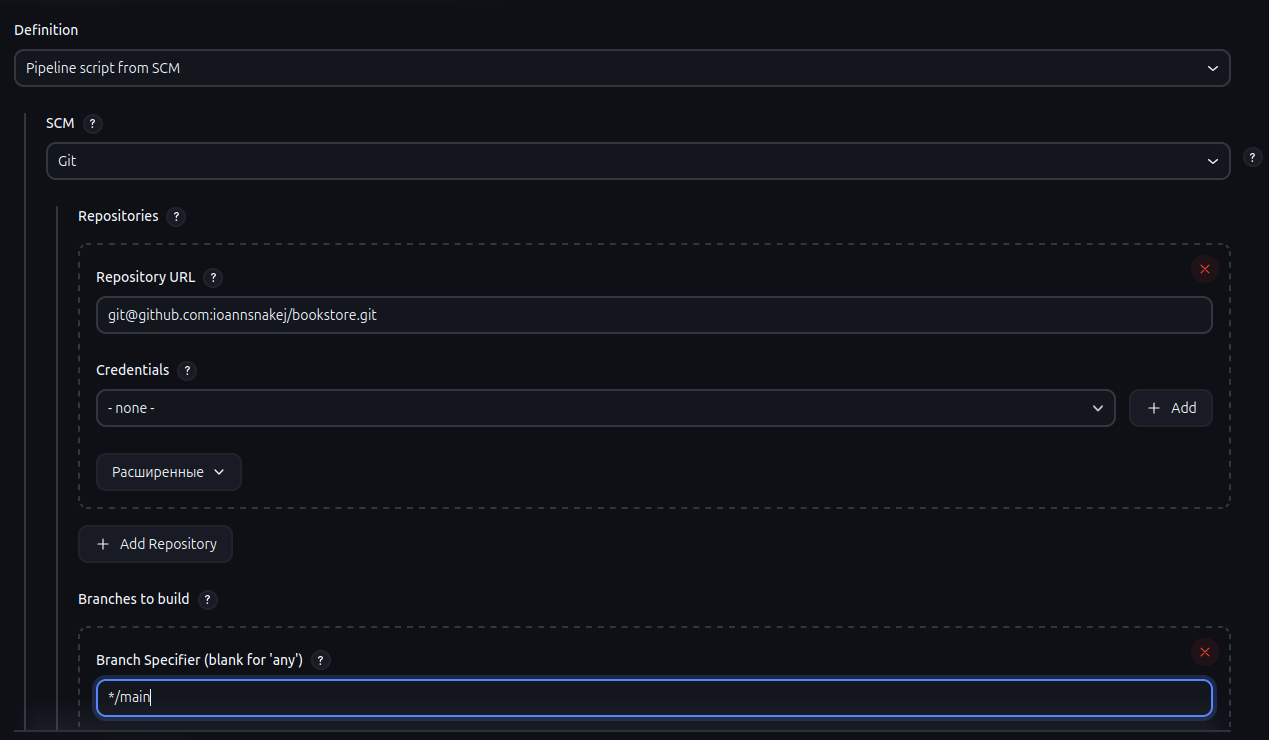 Definition
Pipeline script from SCM
SCM ?
Git
?
Repositories ?
Repository URL ?
git@github.com:ioannsnakej/bookstore.git
Credentials ?
- none -
+ Add
Расширенные
+ Add Repository
Branches to build ?
Branch Specifier (blank for 'any') ?
*/main